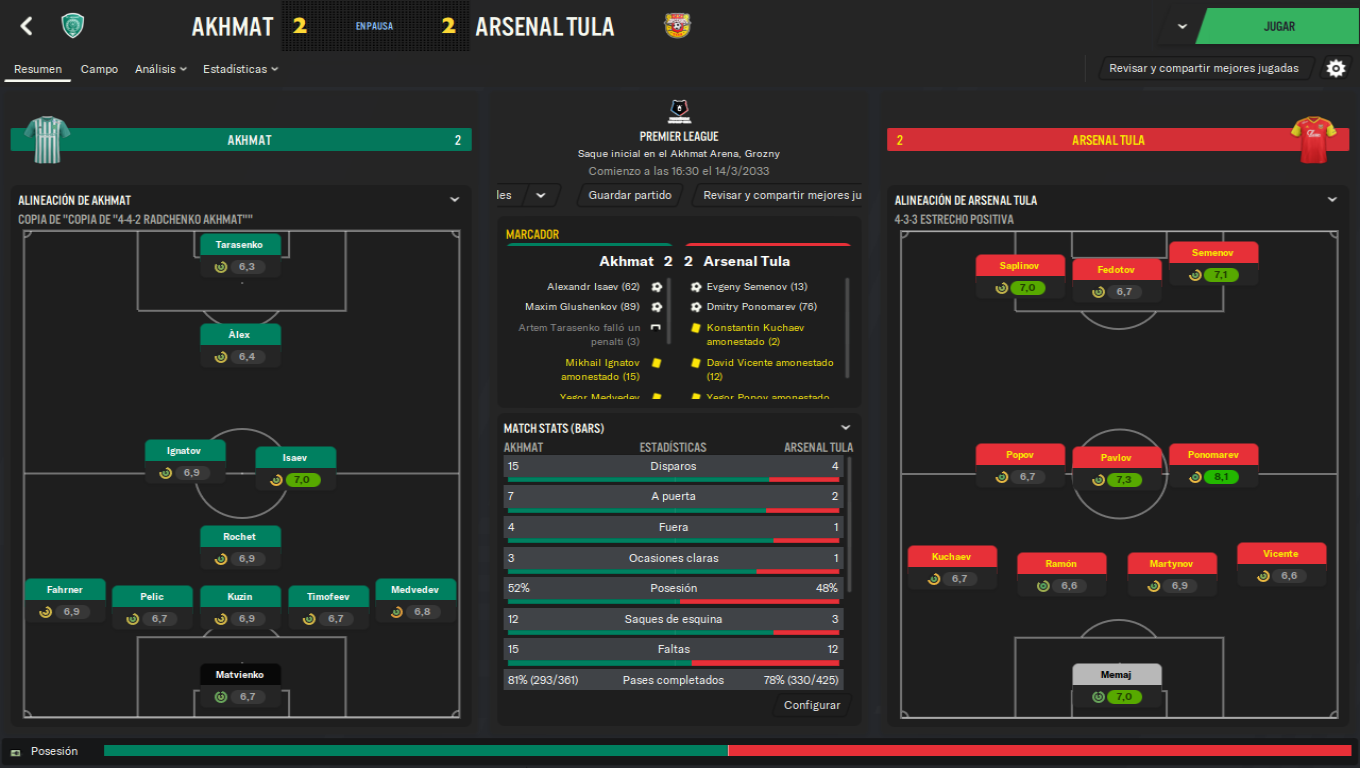 AKHMAT 2 EN PAUSA 2 ARSENAL TULA
JUGAR
Resumen Campo Análisis Estadísticas
Revisar y compartir mejores jugadas
AKHMAT 2
PREMIER LEAGUE
Saque inicial en el Akhmat Arena, Grozny
Comienzo a las 16:30 el 14/3/2033
les Guardar partido Revisar y compartir mejores ju
2 ARSENAL TULA
ALINEACIÓN DE AKHMAT
COPIA DE "COPIA DE "4-4-2 RADCHENKO AKHMAT""
Tarasenko
6,3
Àlex
6,4
Ignatov
6,9
Isaev
7,0
Rochet
6,9
Fahrner
6,9
Pelic
6,7
Kuzin
6,9
Timofeev
6,7
Medvedev
6,8
Matvienko
6,7
MARCADOR
Akhmat 2 2 Arsenal Tula
Alexandr Isaev (62) Evgeny Semenov (13)
Maxim Glushenkov (89) Dmitry Ponomarev (76)
Artem Tarasenko falló un Konstantin Kuchaev
penalti (3) amonestado (2)
Mikhail Ignatov David Vicente amonestado
amonestado (15) (12)
Yegor Medvedev Yegor Popov amonestado
MATCH STATS (BARS)
AKHMAT ESTADÍSTICAS ARSENAL TULA
15 Disparos 4
7 A puerta 2
4 Fuera 1
3 Ocasiones claras 1
52% Posesión 48%
12 Saques de esquina 3
15 Faltas 12
81% (293/361) Pases completados 78% (330/425)
Configurar
ALINEACIÓN DE ARSENAL TULA
4-3-3 ESTRECHO POSITIVA
Saplinov
7,0
Fedotov
6,7
Semenov
7,1
Popov
6,7
Pavlov
7,3
Ponomarev
8,1
Kuchaev
6,7
Ramón
6,6
Martynov
6,9
Vicente
6,6
Memaj
7,0
Posesión